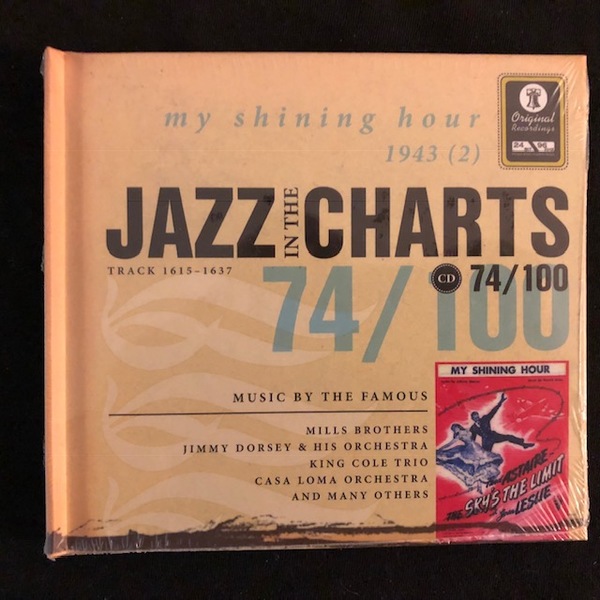 my shining hour
1943 (2)
Original
Recordings
24 96
JAZZ IN THE CHARTS
TRACK 1615–1637
74/100
CD 74/100
MUSIC BY THE FAMOUS
MILLS BROTHERS
JIMMY DORSEY & HIS ORCHESTRA
KING COLE TRIO
CASA LOMA ORCHESTRA
AND MANY OTHERS
MY SHINING HOUR
ASTAIRE-
THE SKY'S THE LIMIT
LESLIE